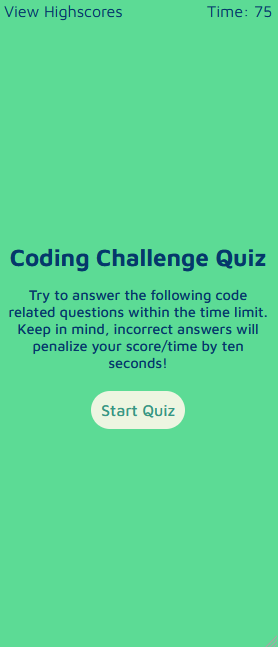 View Highscores
Time: 75
Coding Challenge Quiz
Try to answer the following code
related questions within the time limit.
Keep in mind, incorrect answers will
penalize your score/time by ten
seconds!
Start Quiz